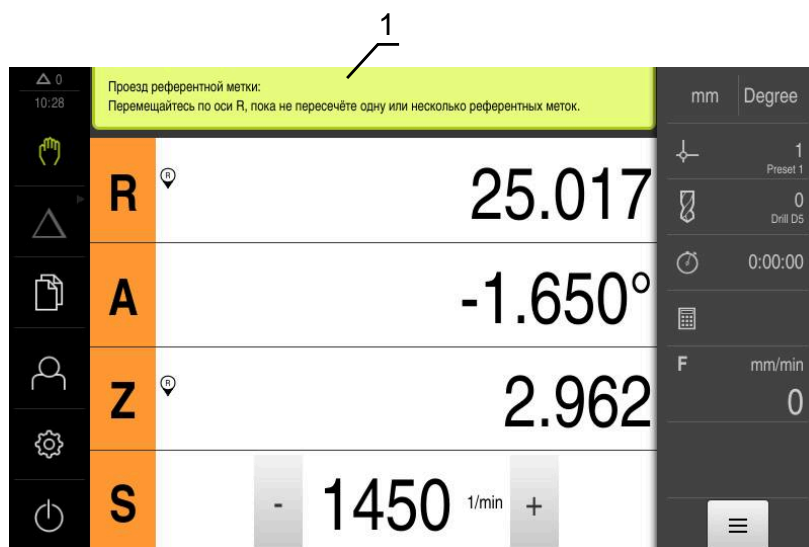 1
0
10:28
Проезд референтной метки:
Перемещайтесь по оси R, пока не пересечёте одну или несколько референтных меток.
mm Degree
R R 25.017
A -1.650°
Z R 2.962
S - 1450 1/min +
1
Preset 1
0
Drill D5
0:00:00
F mm/min
0